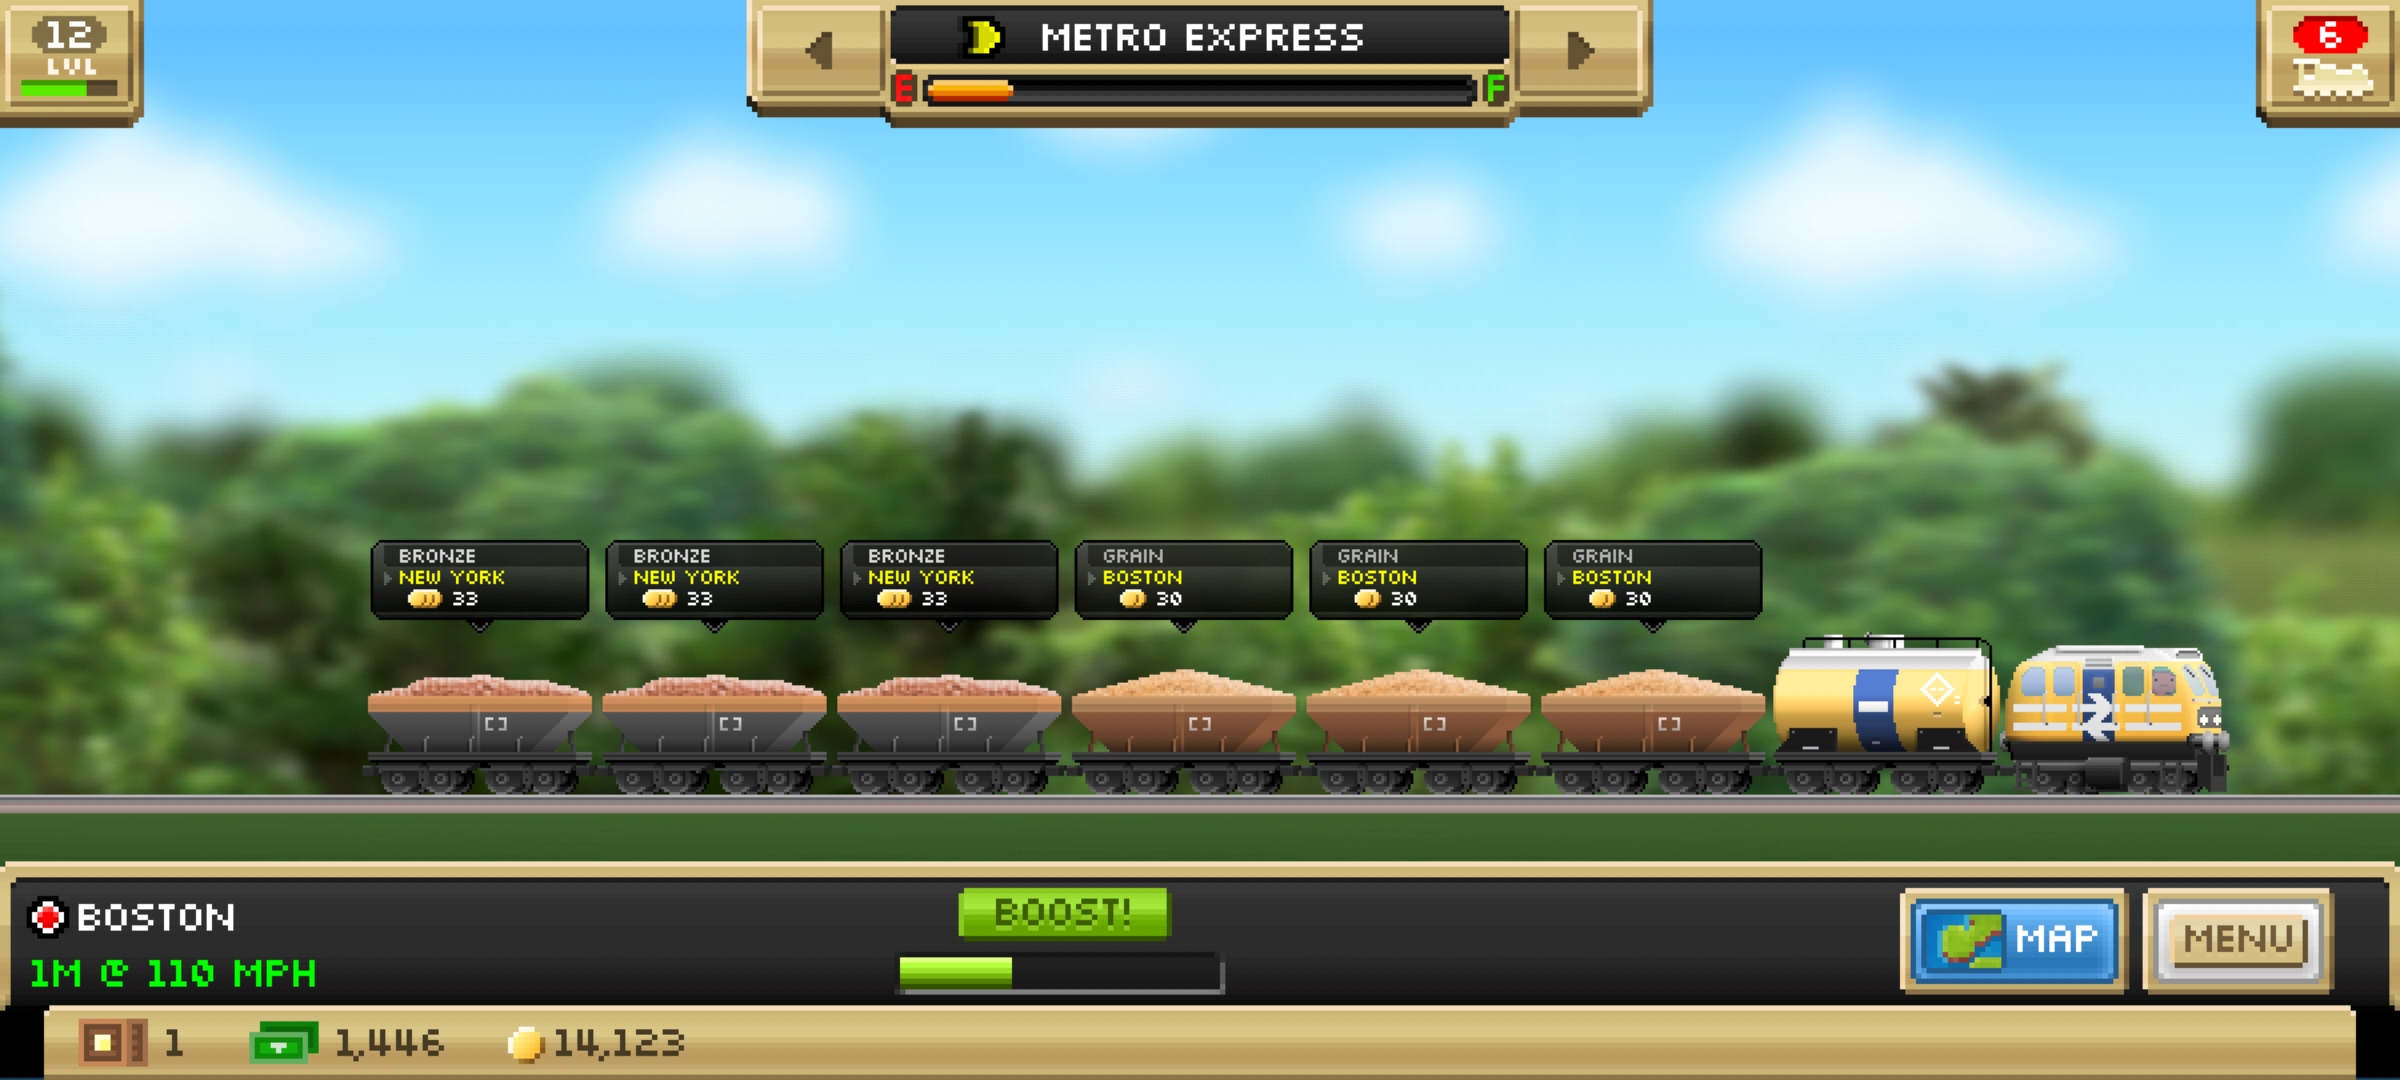 12
LVL
METRO EXPRESS
E F
6
BRONZE
NEW YORK
33
BRONZE
NEW YORK
33
BRONZE
NEW YORK
33
GRAIN
BOSTON
30
GRAIN
BOSTON
30
GRAIN
BOSTON
30
BOSTON
1M @ 110 MPH
BOOST!
MAP
MENU
1 1,446 14,123